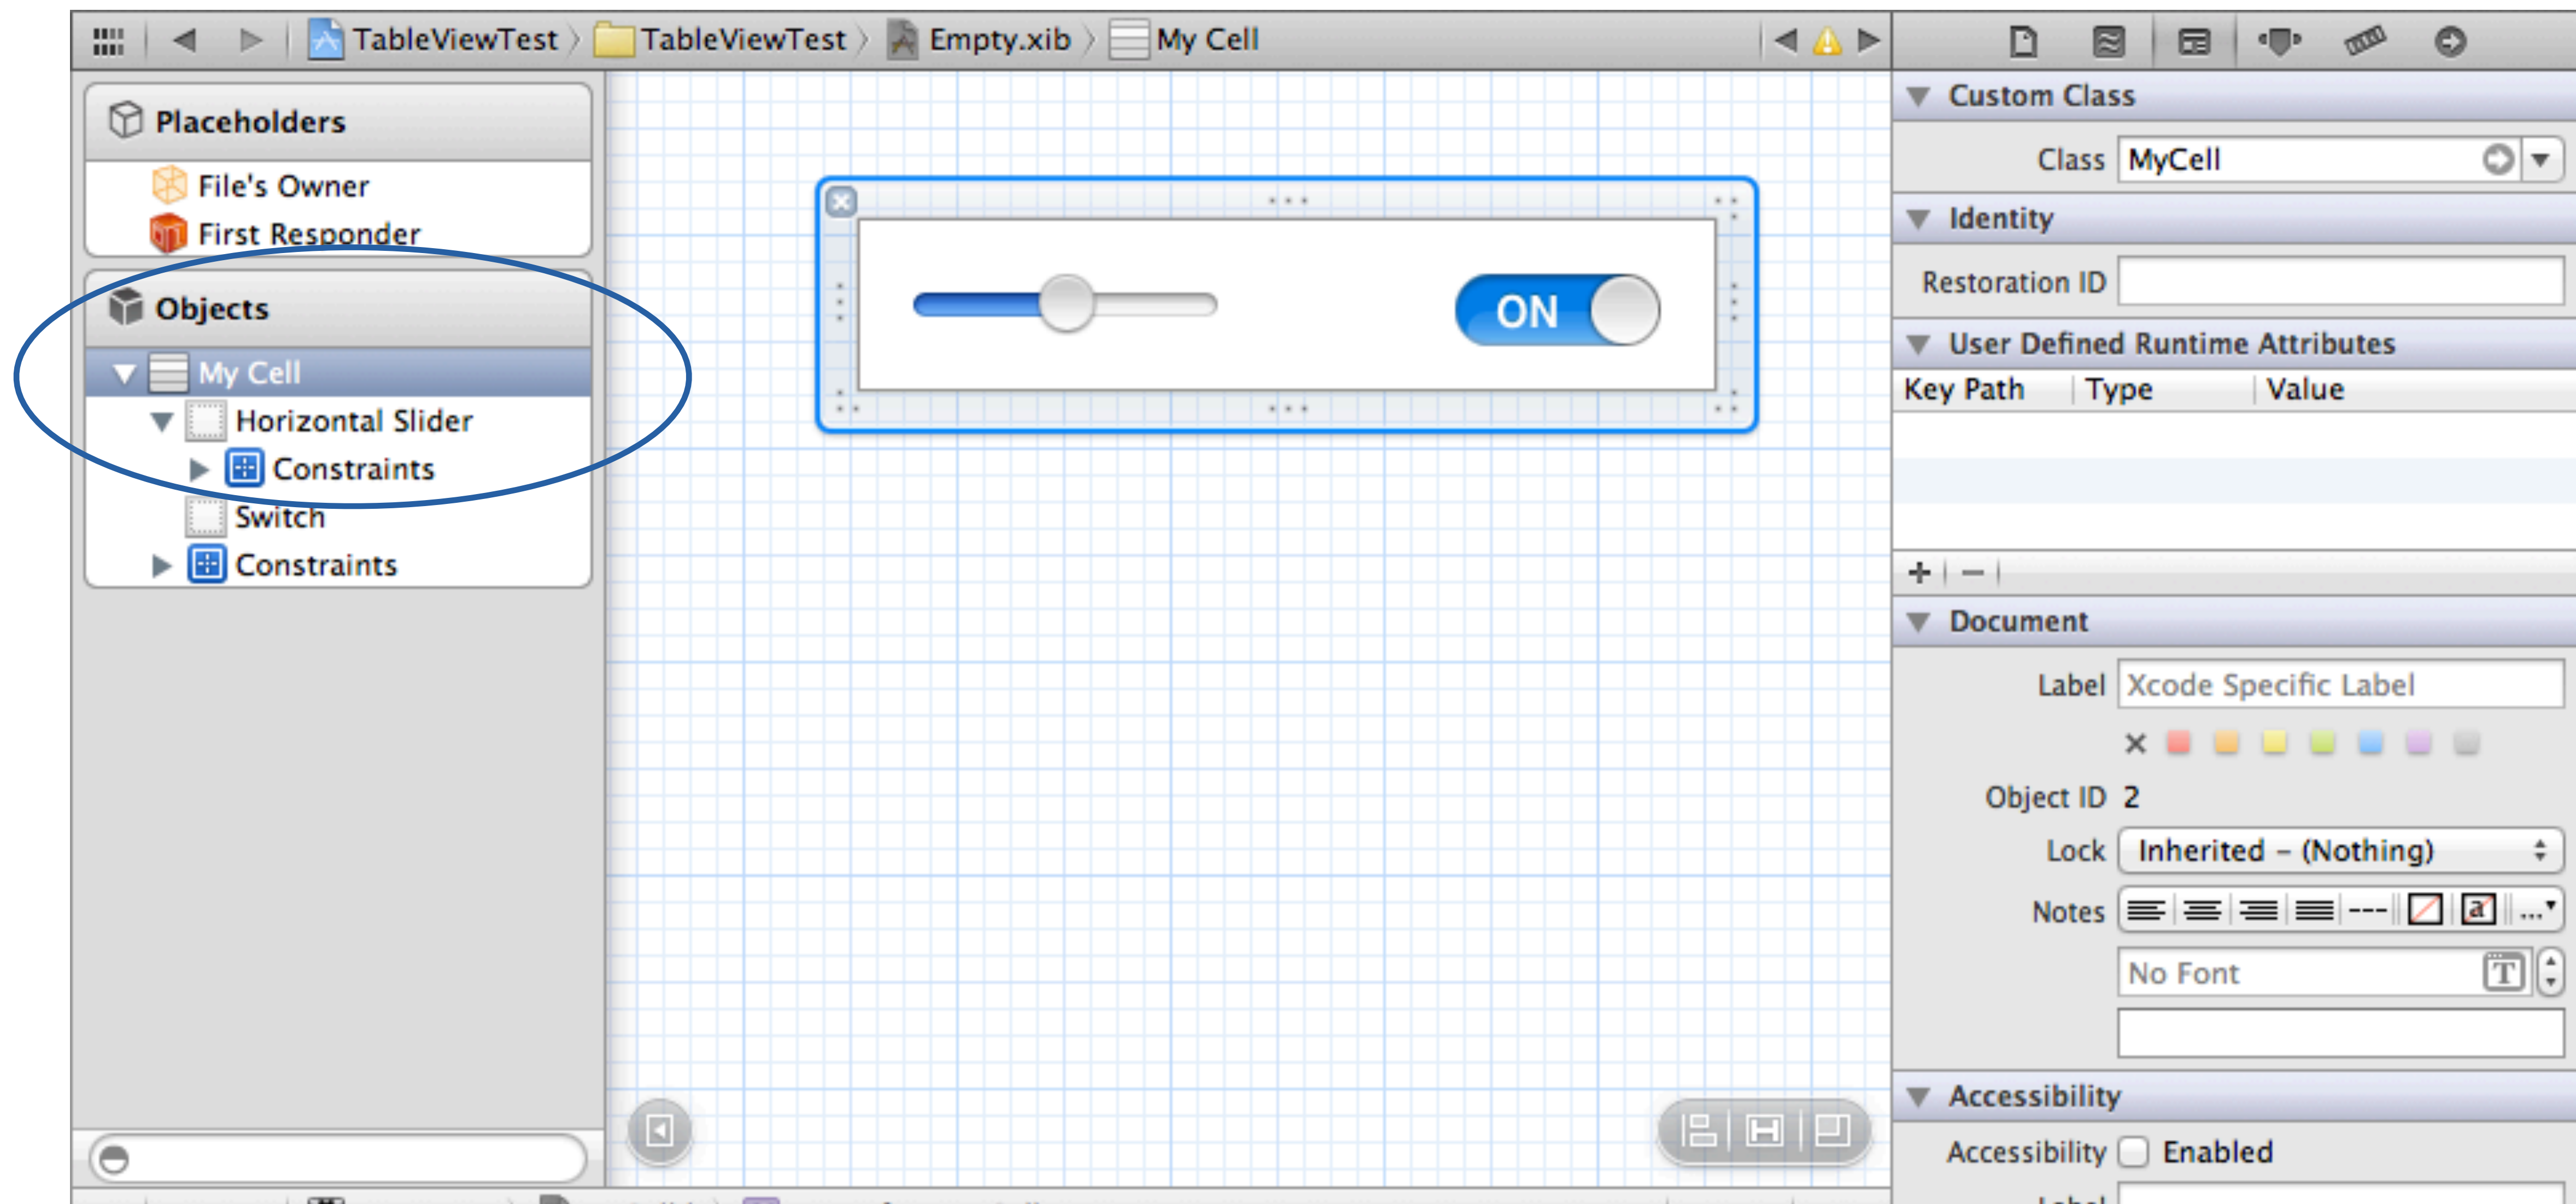 TableViewTest TableViewTest Empty.xib My Cell
Placeholders
File's Owner
First Responder
Objects
My Cell
Horizontal Slider
Constraints
Switch
Constraints
ON
Custom Class
Class MyCell
Identity
Restoration ID
User Defined Runtime Attributes
Key Path Type Value
Document
Label Xcode Specific Label
Object ID 2
Lock Inherited – (Nothing)
Notes
No Font
Accessibility
Accessibility Enabled
Label